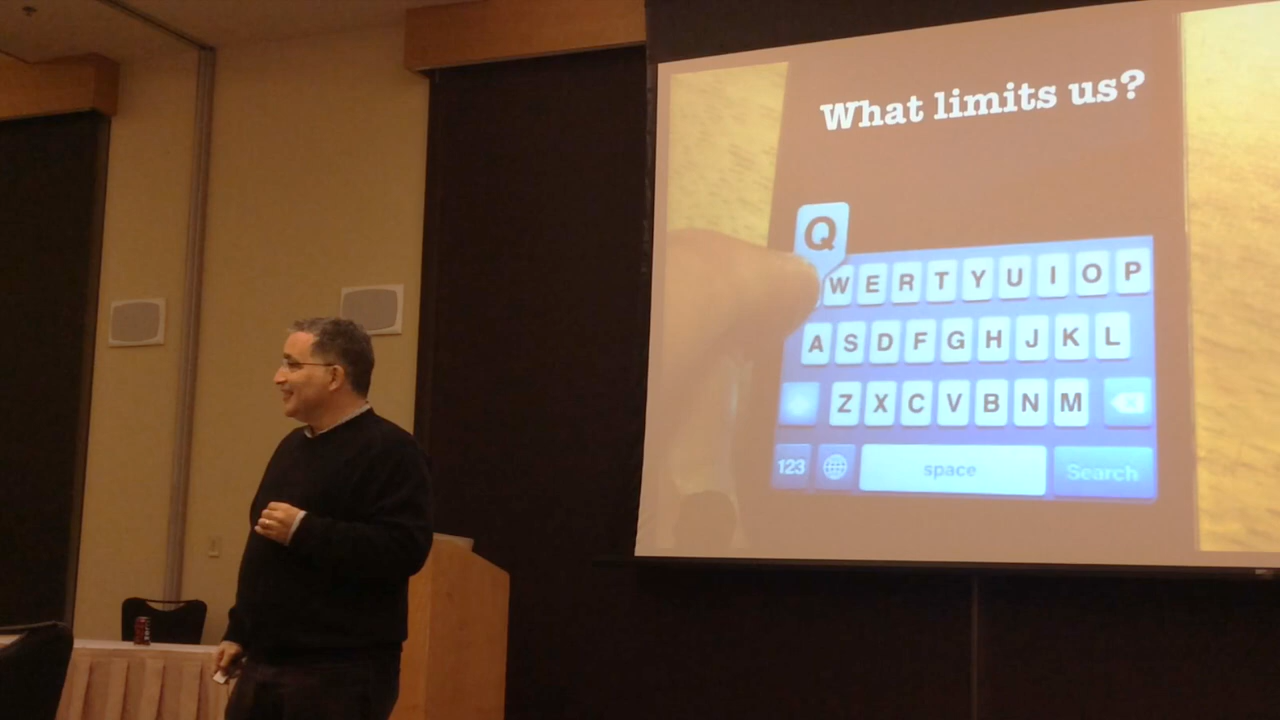 What limits us?
Q
W E R T Y U I O P
A S D F G H J K L
Z X C V B N M
123 space Search